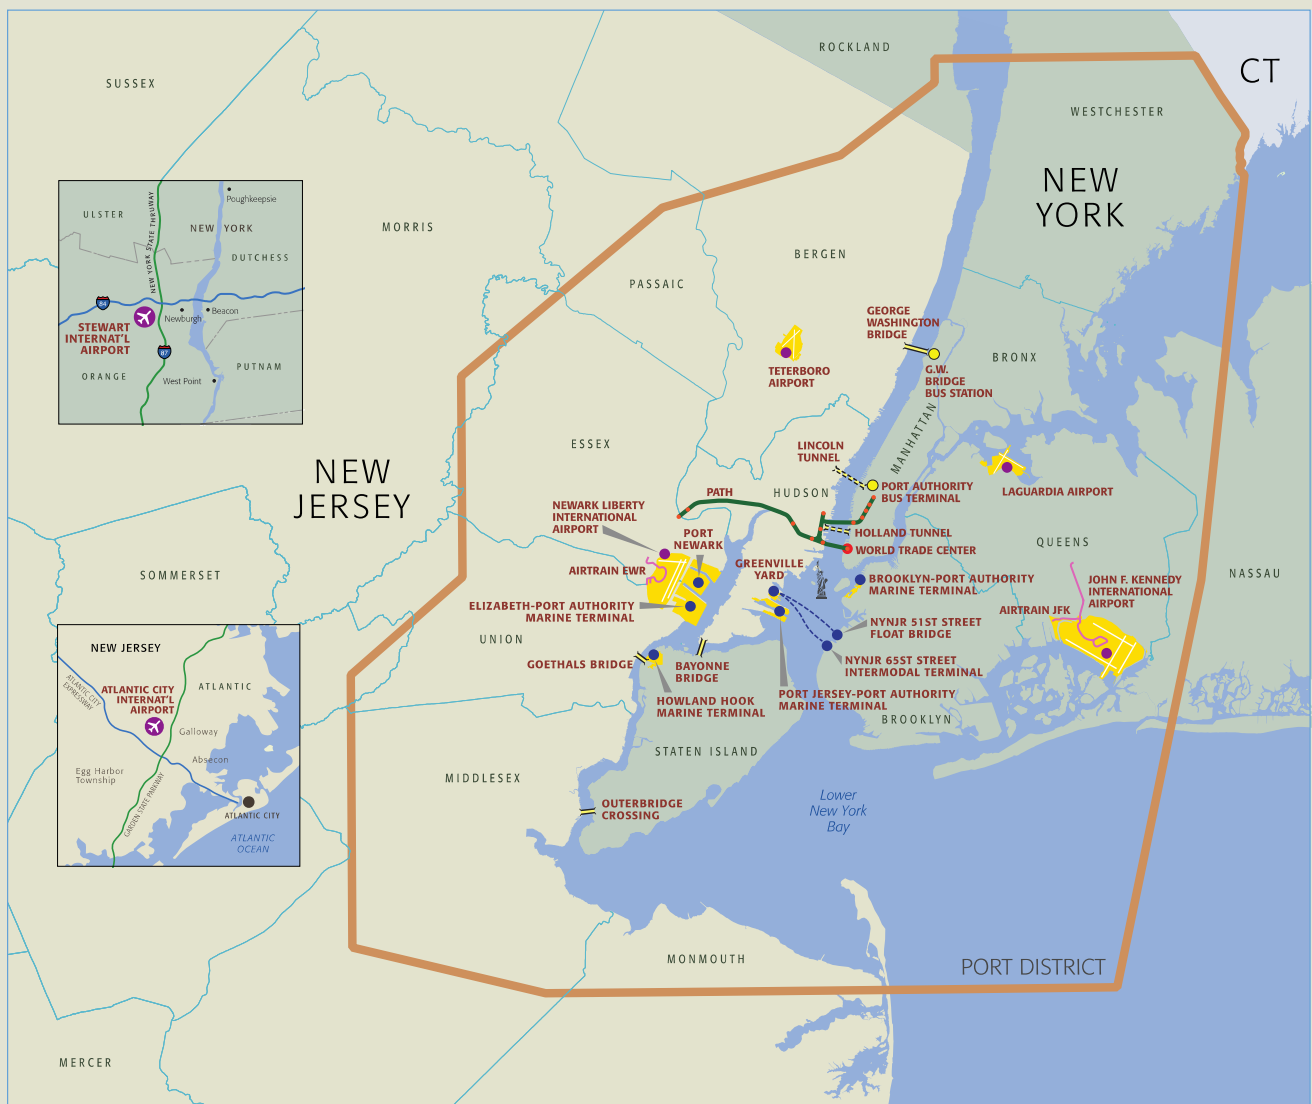 ROCKLAND
CT
SUSSEX
WESTCHESTER
NEW
YORK
MORRIS
BERGEN
PASSAIC
Poughkeepsie
ULSTER
NEW YORK STATE THRUWAY
NEW YORK
DUTCHESS
84
Newburgh
Beacon
STEWART
INTERNAT'L
AIRPORT
87
ORANGE
West Point
PUTNAM
GEORGE
WASHINGTON
BRIDGE
G.W.
BRIDGE
BUS STATION
BRONX
TETERBORO
AIRPORT
MANHATTAN
ESSEX
NEW
JERSEY
LINCOLN
TUNNEL
HUDSON
PORT AUTHORITY
BUS TERMINAL
LAGUARDIA AIRPORT
PATH
NEWARK LIBERTY
INTERNATIONAL
AIRPORT
PORT
NEWARK
HOLLAND TUNNEL
WORLD TRADE CENTER
QUEENS
NASSAU
AIRTRAIN EWR
GREENVILLE
YARD
BROOKLYN-PORT AUTHORITY
MARINE TERMINAL
JOHN F. KENNEDY
INTERNATIONAL
AIRPORT
AIRTRAIN JFK
ELIZABETH-PORT AUTHORITY
MARINE TERMINAL
NYNJR 51ST STREET
FLOAT BRIDGE
SOMMERSET
UNION
GOETHALS BRIDGE
BAYONNE
BRIDGE
NYNJR 65ST STREET
INTERMODAL TERMINAL
HOWLAND HOOK
MARINE TERMINAL
PORT JERSEY-PORT AUTHORITY
MARINE TERMINAL
BROOKLYN
STATEN ISLAND
MIDDLESEX
OUTERBRIDGE
CROSSING
Lower
New York
Bay
NEW JERSEY
ATLANTIC CITY
EXPRESSWAY
ATLANTIC CITY
INTERNAT'L
AIRPORT
ATLANTIC
Galloway
Absecon
Egg Harbor
Township
GARDEN STATE PARKWAY
ATLANTIC CITY
ATLANTIC
OCEAN
MONMOUTH
PORT DISTRICT
MERCER